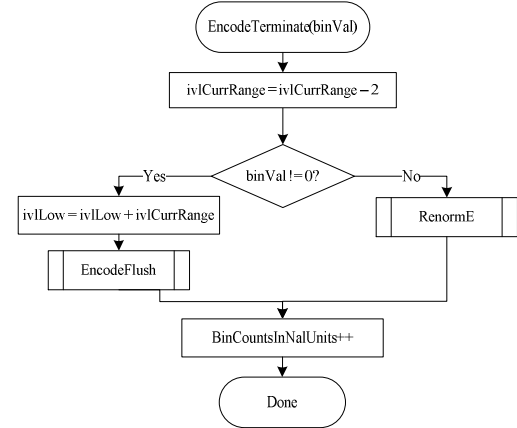 EncodeTerminate(binVal)
ivlCurrRange=ivlCurrRange−2
binVal!=0?
Yes
No
ivlLow=ivlLow+ivlCurrRange
RenormE
EncodeFlush
BinCountsInNalUnits++
Done